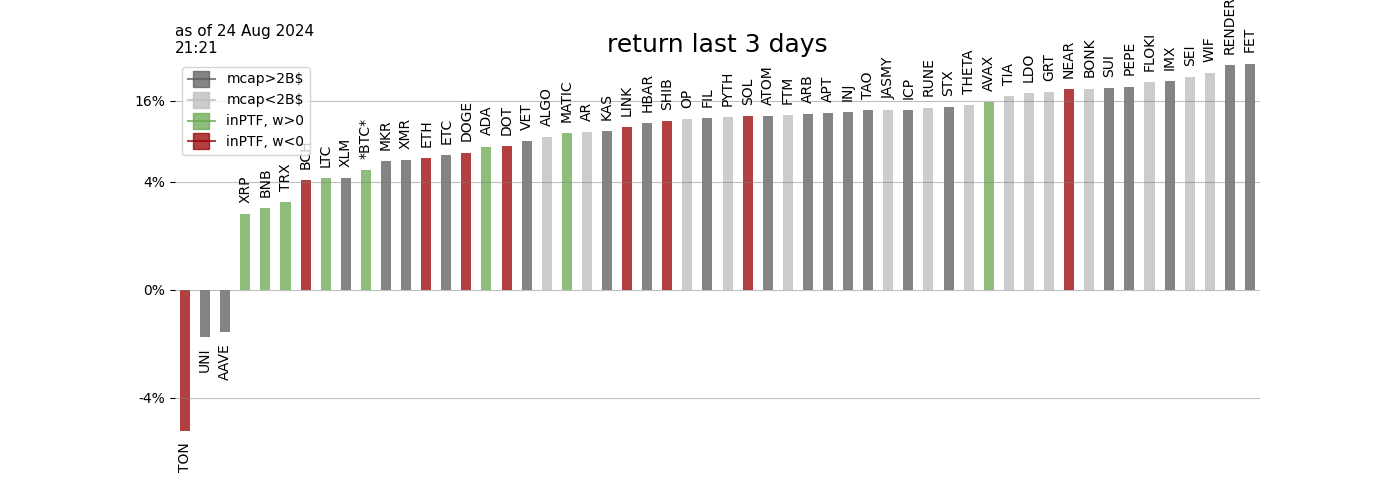 as of 24 Aug 2024
21:21
return last 3 days
mcap>2B$
mcap<2B$
inPTF, w>0
inPTF, w<0
16%
4%
0%
-4%
TON
UNI
AAVE
XRP
BNB
TRX
BCH
LTC
XLM
*BTC*
MKR
XMR
ETH
ETC
DOGE
ADA
DOT
VET
ALGO
MATIC
AR
KAS
LINK
HBAR
SHIB
OP
FIL
PYTH
SOL
ATOM
FTM
ARB
APT
INJ
TAO
JASMY
ICP
RUNE
STX
THETA
AVAX
TIA
LDO
GRT
NEAR
BONK
SUI
PEPE
FLOKI
IMX
SEI
WIF
RENDER
FET